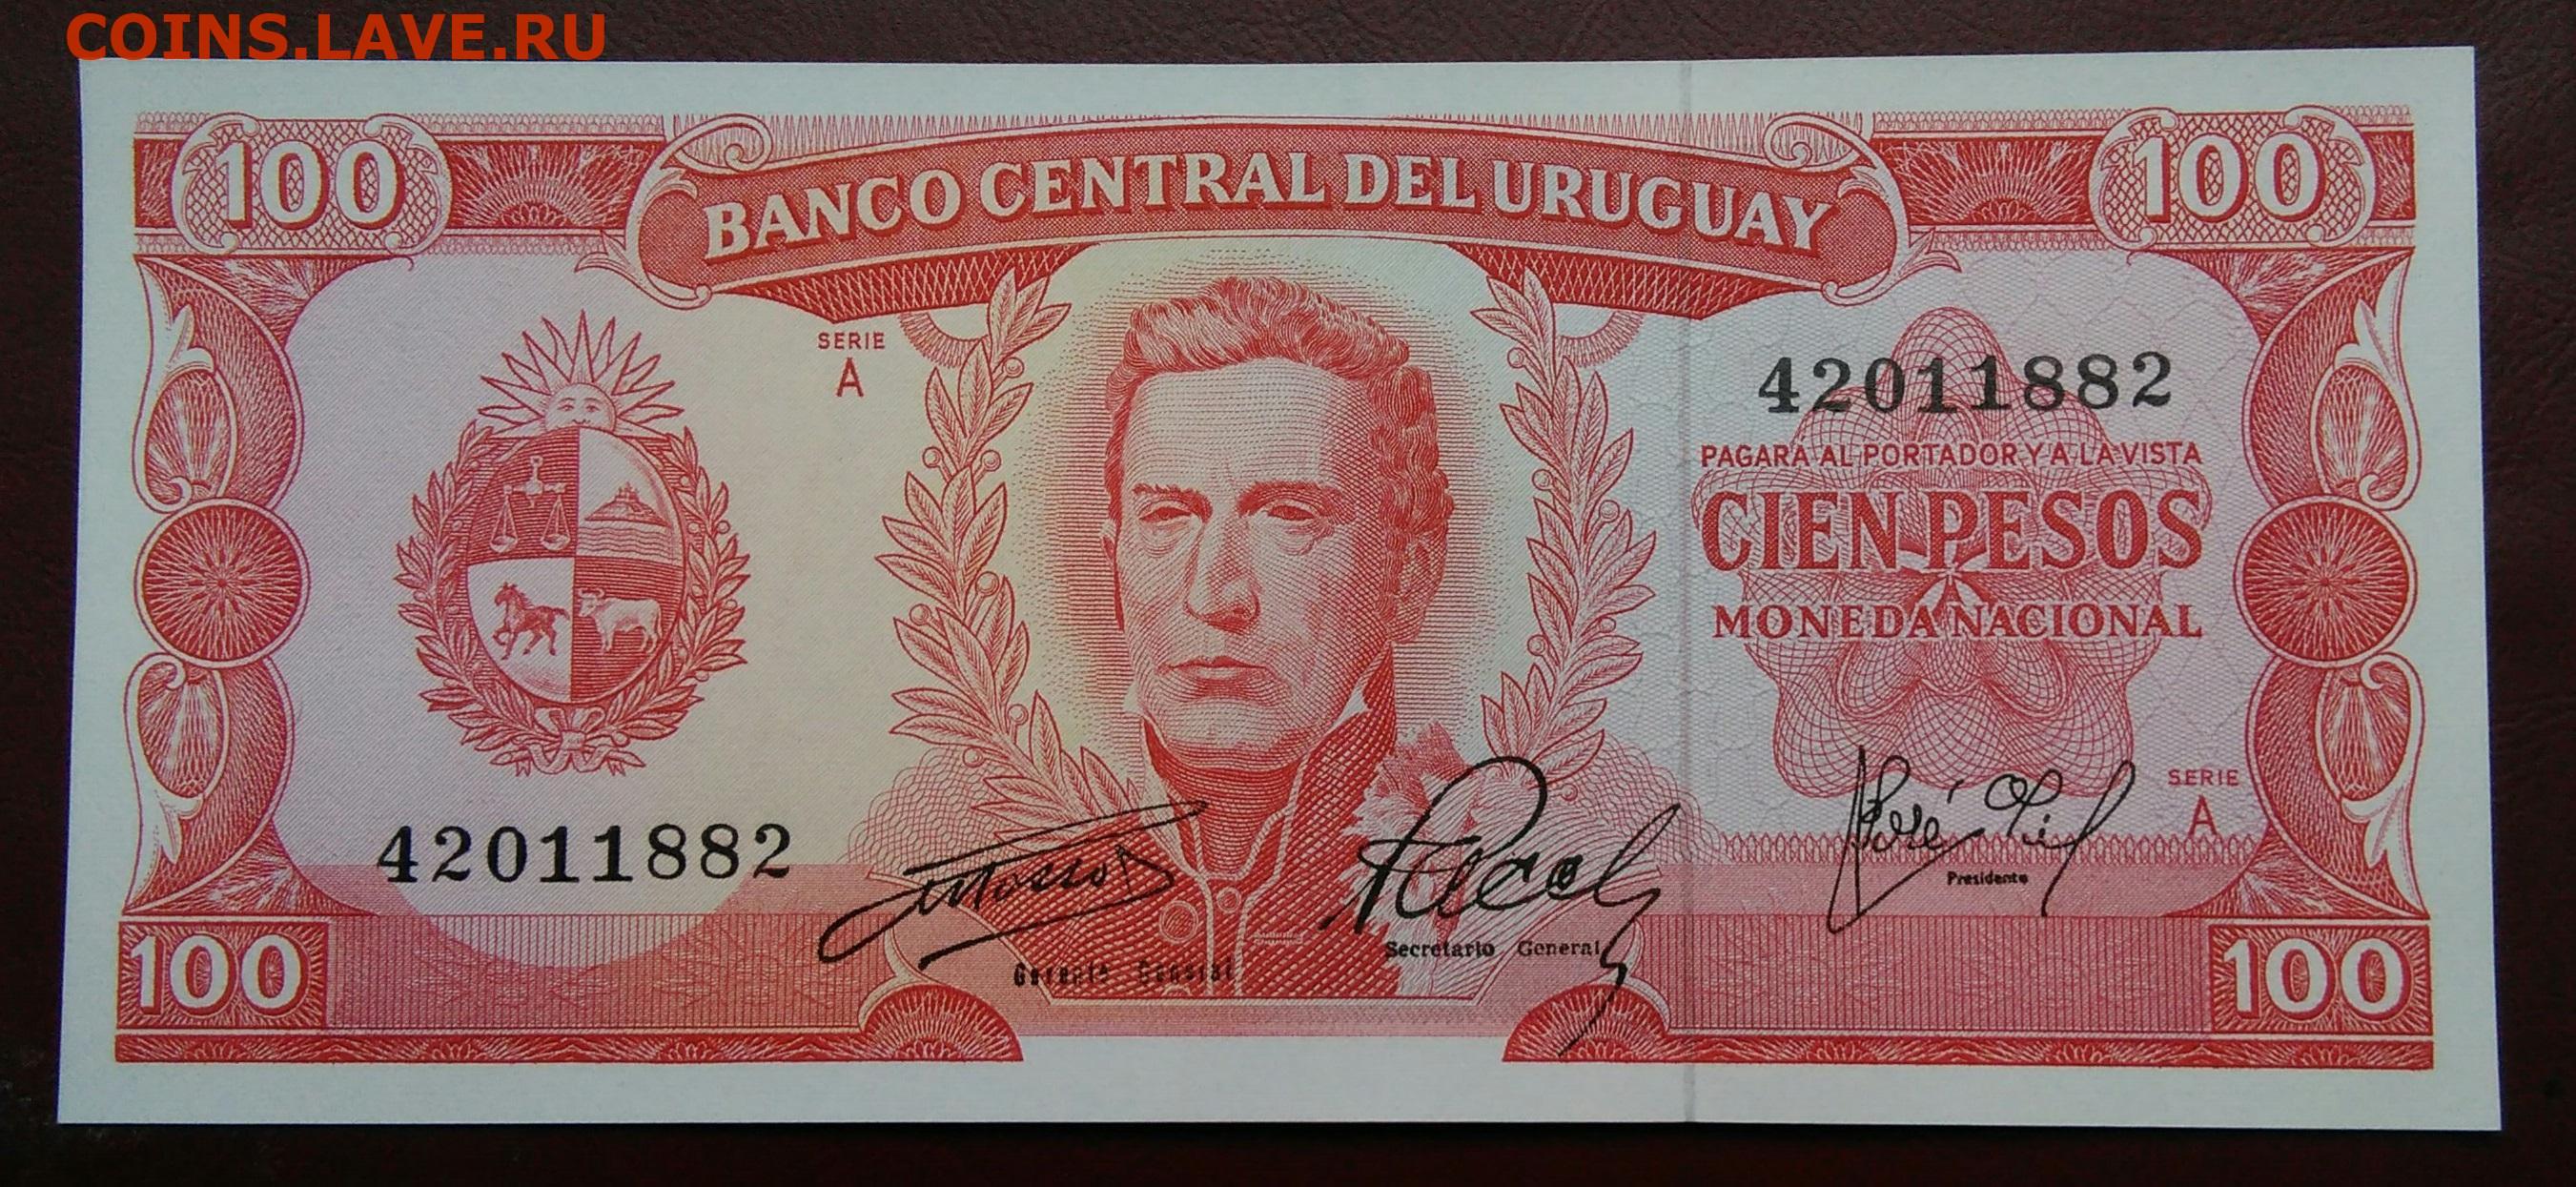 COINS.LAVE.RU
100 100
BANCO CENTRAL DEL URUGUAY
SERIE
A
42011882
PAGARÁ AL PORTADOR Y A LA VISTA
CIEN PESOS
MONEDA NACIONAL
SERIE
A
42011882
Presidente
Secretario General
Gerente General
100 100